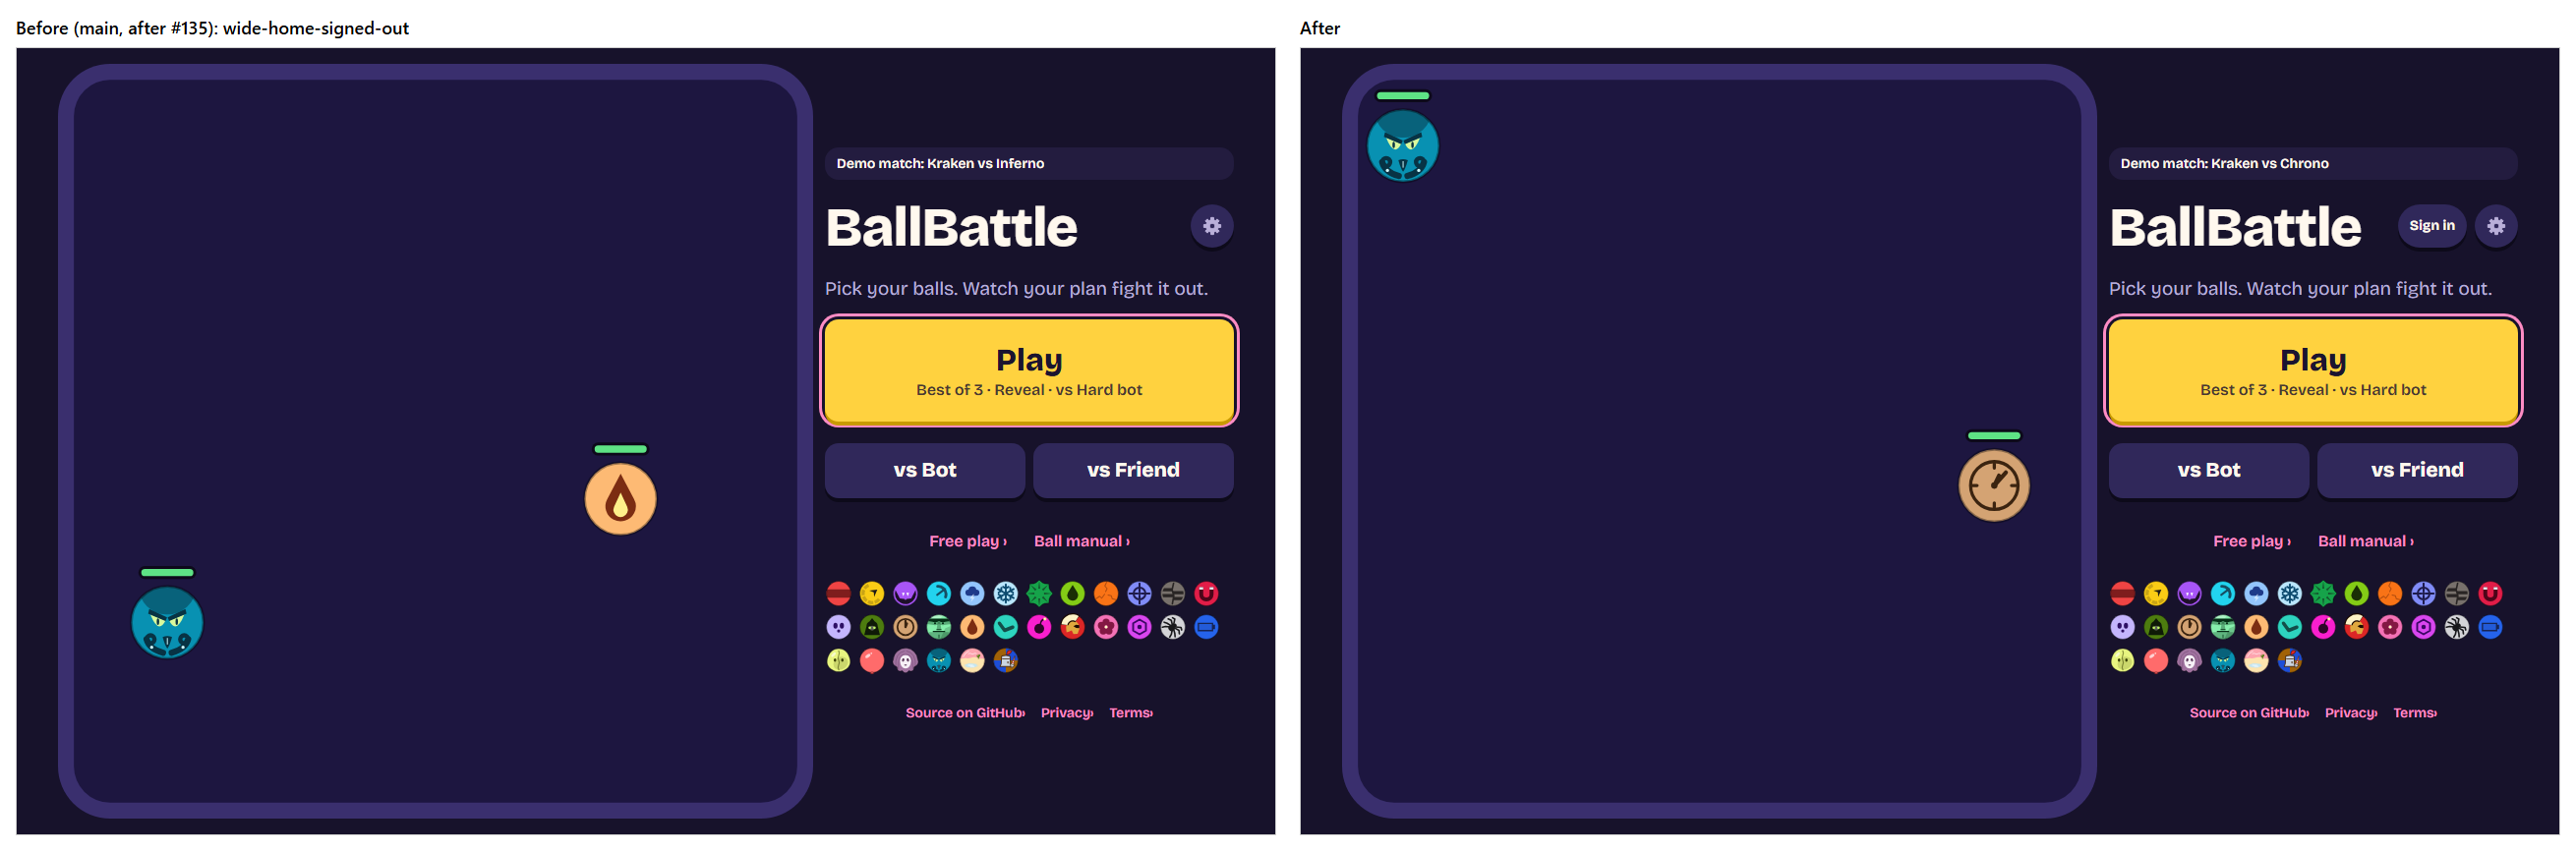 Before (main, after #135): wide-home-signed-out
Demo match: Kraken vs Inferno
BallBattle
Pick your balls. Watch your plan fight it out.
Play
Best of 3 · Reveal · vs Hard bot
vs Bot
vs Friend
Free play ›
Ball manual ›
Source on GitHub›
Privacy›
Terms›
After
Demo match: Kraken vs Chrono
BallBattle
Sign in
Pick your balls. Watch your plan fight it out.
Play
Best of 3 · Reveal · vs Hard bot
vs Bot
vs Friend
Free play ›
Ball manual ›
Source on GitHub›
Privacy›
Terms›